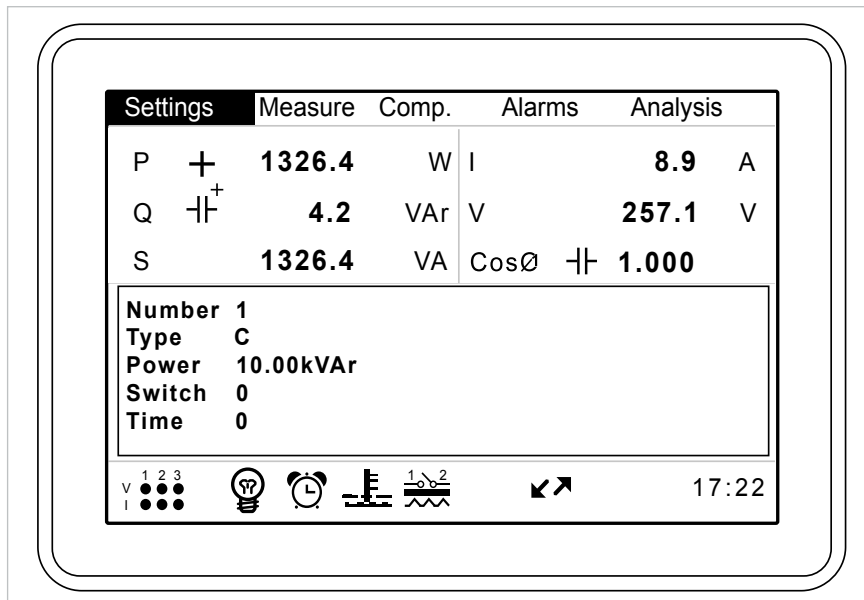 Settings Measure Comp. Alarms Analysis
P + 1326.4 W I 8.9 A
Q + 4.2 VAr V 257.1 V
S 1326.4 VA CosØ 1.000
Number 1
Type C
Power 10.00kVAr
Switch 0
Time 0
1 2 3
V
I
1 2
17:22